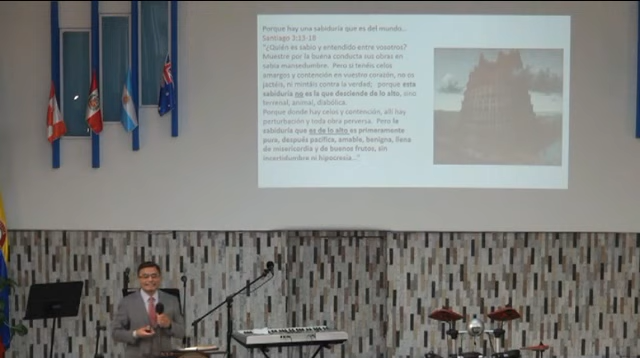 Porque hay una sabiduría que es del mundo...
Santiago 3:13-18
"¿Quién es sabio y entendido entre vosotros?
Muestre por la buena conducta sus obras en
sabia mansedumbre. Pero si tenéis celos
amargos y contención en vuestro corazón, no os
jactéis, ni mintáis contra la verdad; porque esta
sabiduría no es la que desciende de lo alto, sino
terrenal, animal, diabólica.
Porque donde hay celos y contención, allí hay
perturbación y toda obra perversa. Pero la
sabiduría que es de lo alto es primeramente
pura, después pacífica, amable, benigna, llena
de misericordia y de buenos frutos, sin
incertidumbre ni hipocresía..."